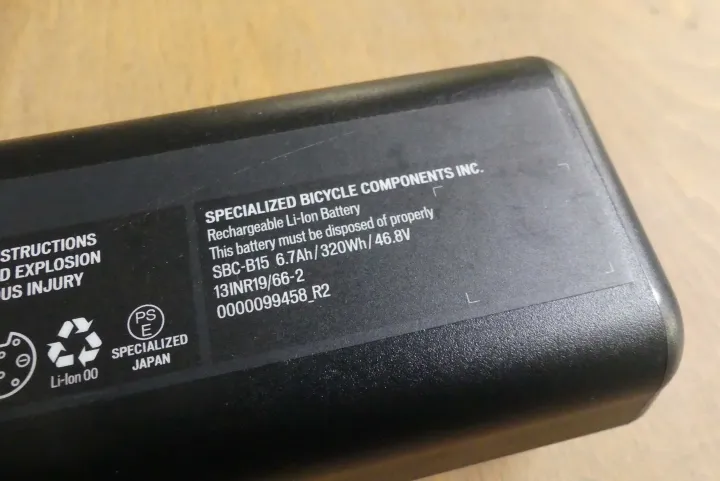 STRUCTIONS
D EXPLOSION
US INJURY
Li-Ion 00
PS
E
SPECIALIZED
JAPAN
SPECIALIZED BICYCLE COMPONENTS INC.
Rechargeable Li-Ion Battery
This battery must be disposed of properly
SBC-B15 6.7Ah/320Wh/46.8V
13INR19/66-2
0000099458_R2